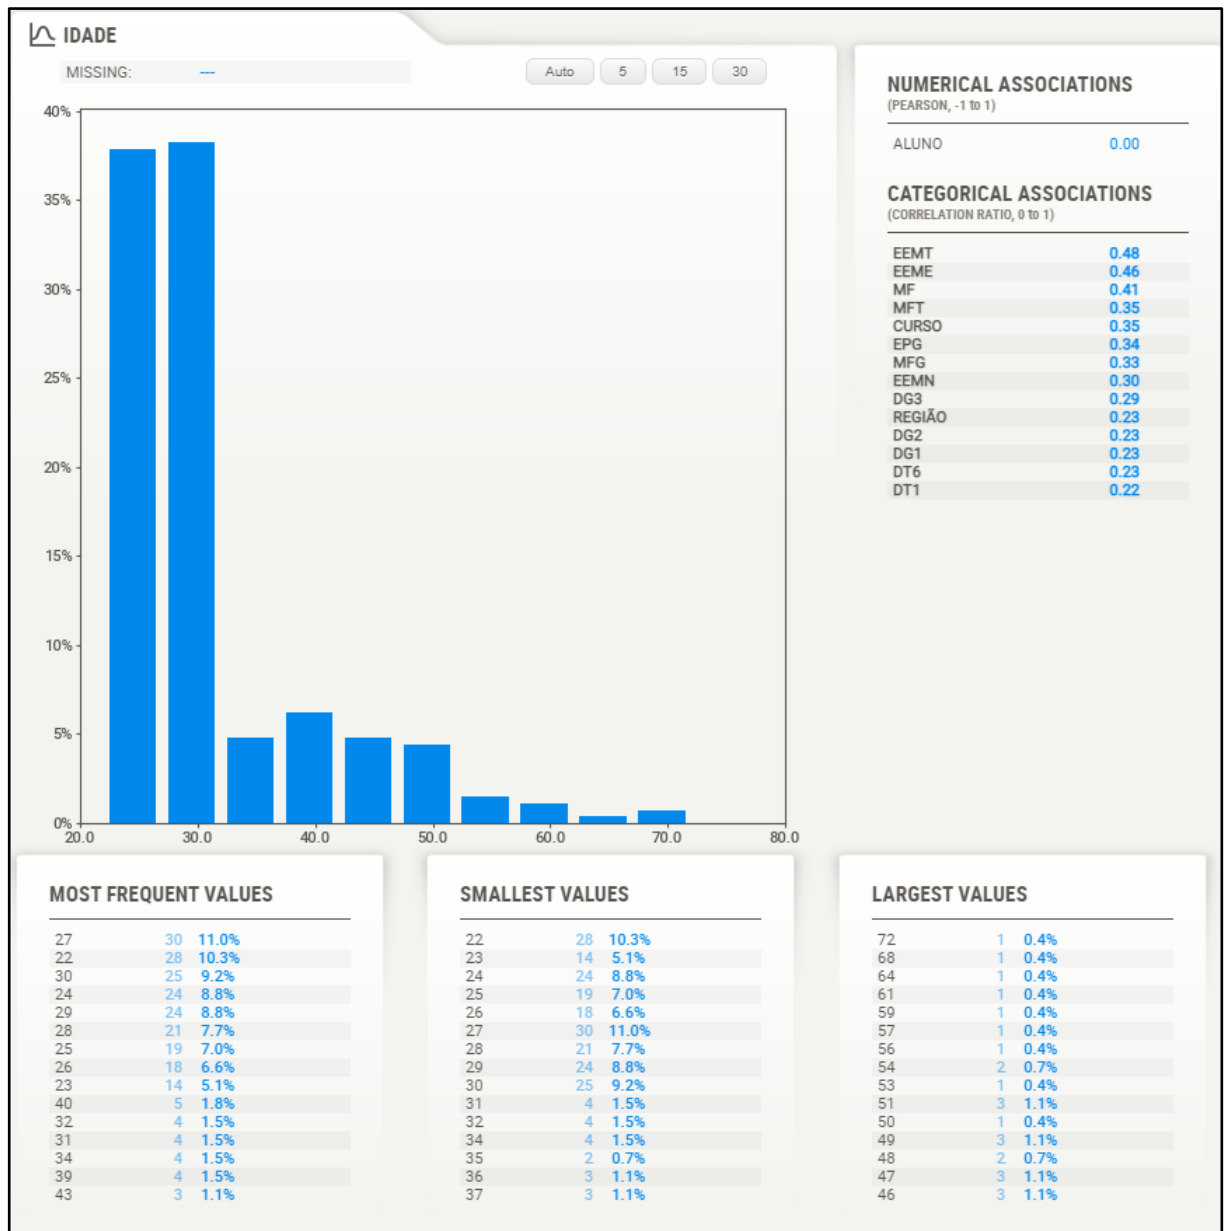 IDADE
MISSING: ---
Auto 5 15 30
40%
35%
30%
25%
20%
15%
10%
5%
0%
20.0 30.0 40.0 50.0 60.0 70.0 80.0
NUMERICAL ASSOCIATIONS
(PEARSON, -1 to 1)
ALUNO 0.00
CATEGORICAL ASSOCIATIONS
(CORRELATION RATIO, 0 to 1)
EEMT 0.48
EEME 0.46
MF 0.41
MFT 0.35
CURSO 0.35
EPG 0.34
MFG 0.33
EEMN 0.30
DG3 0.29
REGIÃO 0.23
DG2 0.23
DG1 0.23
DT6 0.23
DT1 0.22
MOST FREQUENT VALUES
27 30 11.0%
22 28 10.3%
30 25 9.2%
24 24 8.8%
29 24 8.8%
28 21 7.7%
25 19 7.0%
26 18 6.6%
23 14 5.1%
40 5 1.8%
32 4 1.5%
31 4 1.5%
34 4 1.5%
39 4 1.5%
43 3 1.1%
SMALLEST VALUES
22 28 10.3%
23 14 5.1%
24 24 8.8%
25 19 7.0%
26 18 6.6%
27 30 11.0%
28 21 7.7%
29 24 8.8%
30 25 9.2%
31 4 1.5%
32 4 1.5%
34 4 1.5%
35 2 0.7%
36 3 1.1%
37 3 1.1%
LARGEST VALUES
72 1 0.4%
68 1 0.4%
64 1 0.4%
61 1 0.4%
59 1 0.4%
57 1 0.4%
56 1 0.4%
54 2 0.7%
53 1 0.4%
51 3 1.1%
50 1 0.4%
49 3 1.1%
48 2 0.7%
47 3 1.1%
46 3 1.1%